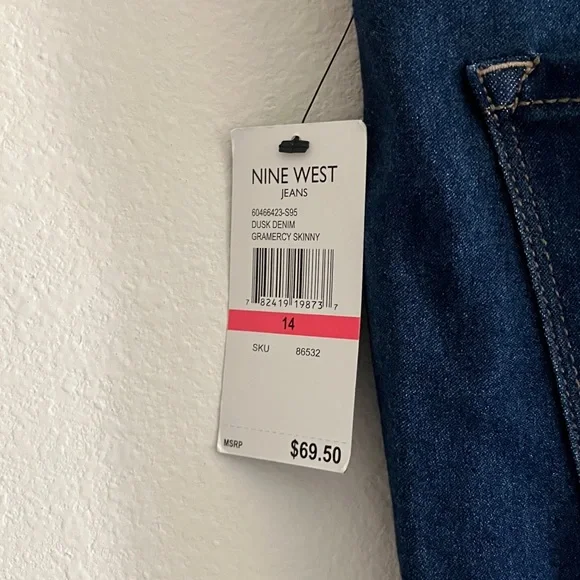 NINE WEST
JEANS
60466423-S95
DUSK DENIM
GRAMERCY SKINNY
7 82419 19873 7
14
SKU 86532
MSRP $69.50